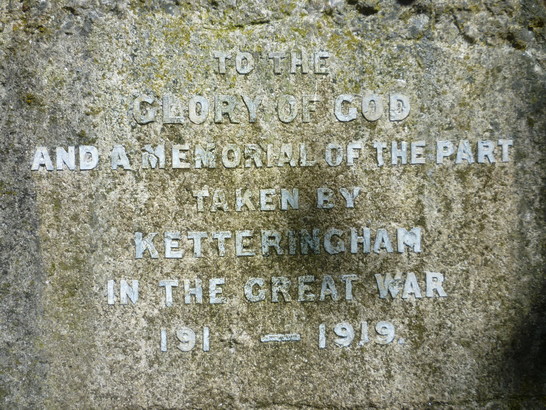 TO THE
GLORY OF GOD
AND A MEMORIAL OF THE PART
TAKEN BY
KETTERINGHAM
IN THE GREAT WAR
191 — 1919.